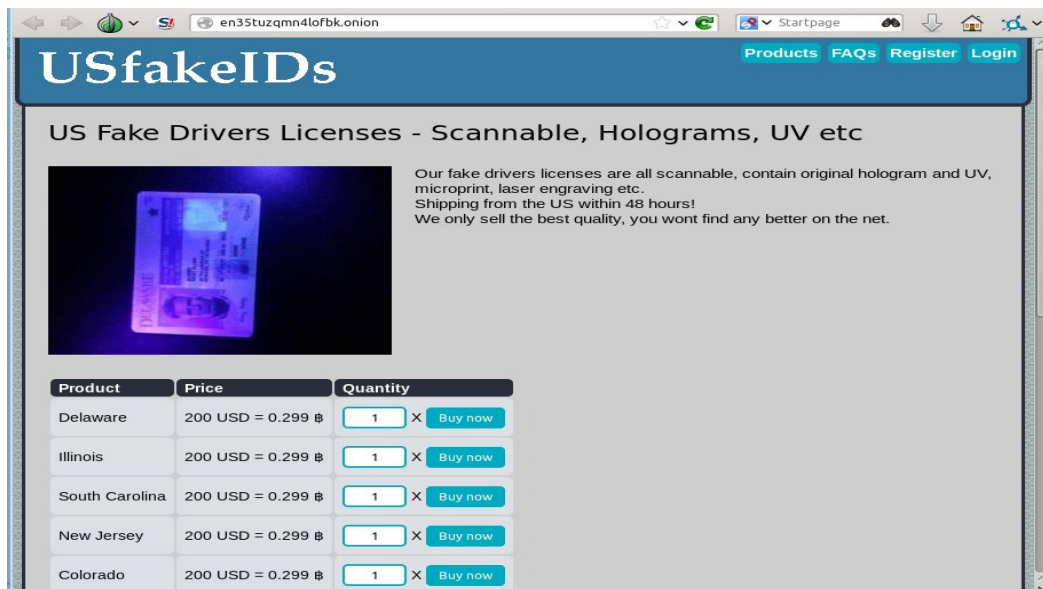 en35tuzqmn4lofbk.onion
Startpage
USfakeIDs
Products FAQs Register Login
US Fake Drivers Licenses - Scannable, Holograms, UV etc
Our fake drivers licenses are all scannable, contain original hologram and UV,
microprint, laser engraving etc.
Shipping from the US within 48 hours!
We only sell the best quality, you wont find any better on the net.
DELAWARE
Product Price Quantity
Delaware 200 USD = 0.299 ฿ 1 X Buy now
Illinois 200 USD = 0.299 ฿ 1 X Buy now
South Carolina 200 USD = 0.299 ฿ 1 X Buy now
New Jersey 200 USD = 0.299 ฿ 1 X Buy now
Colorado 200 USD = 0.299 ฿ 1 X Buy now